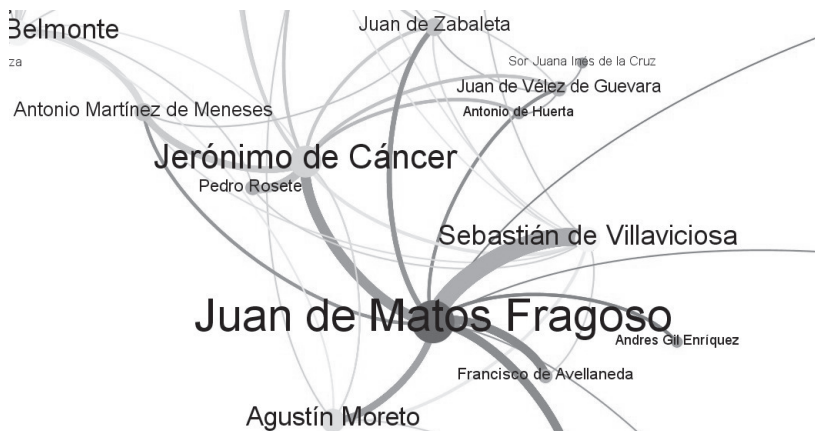 Belmonte
Juan de Zabaleta
za
Sor Juana Inés de la Cruz
Juan de Vélez de Guevara
Antonio Martínez de Meneses
Antonio de Huerta
Jerónimo de Cáncer
Pedro Rosete
Sebastián de Villaviciosa
Juan de Matos Fragoso
Andres Gil Enríquez
Francisco de Avellaneda
Agustín Moreto